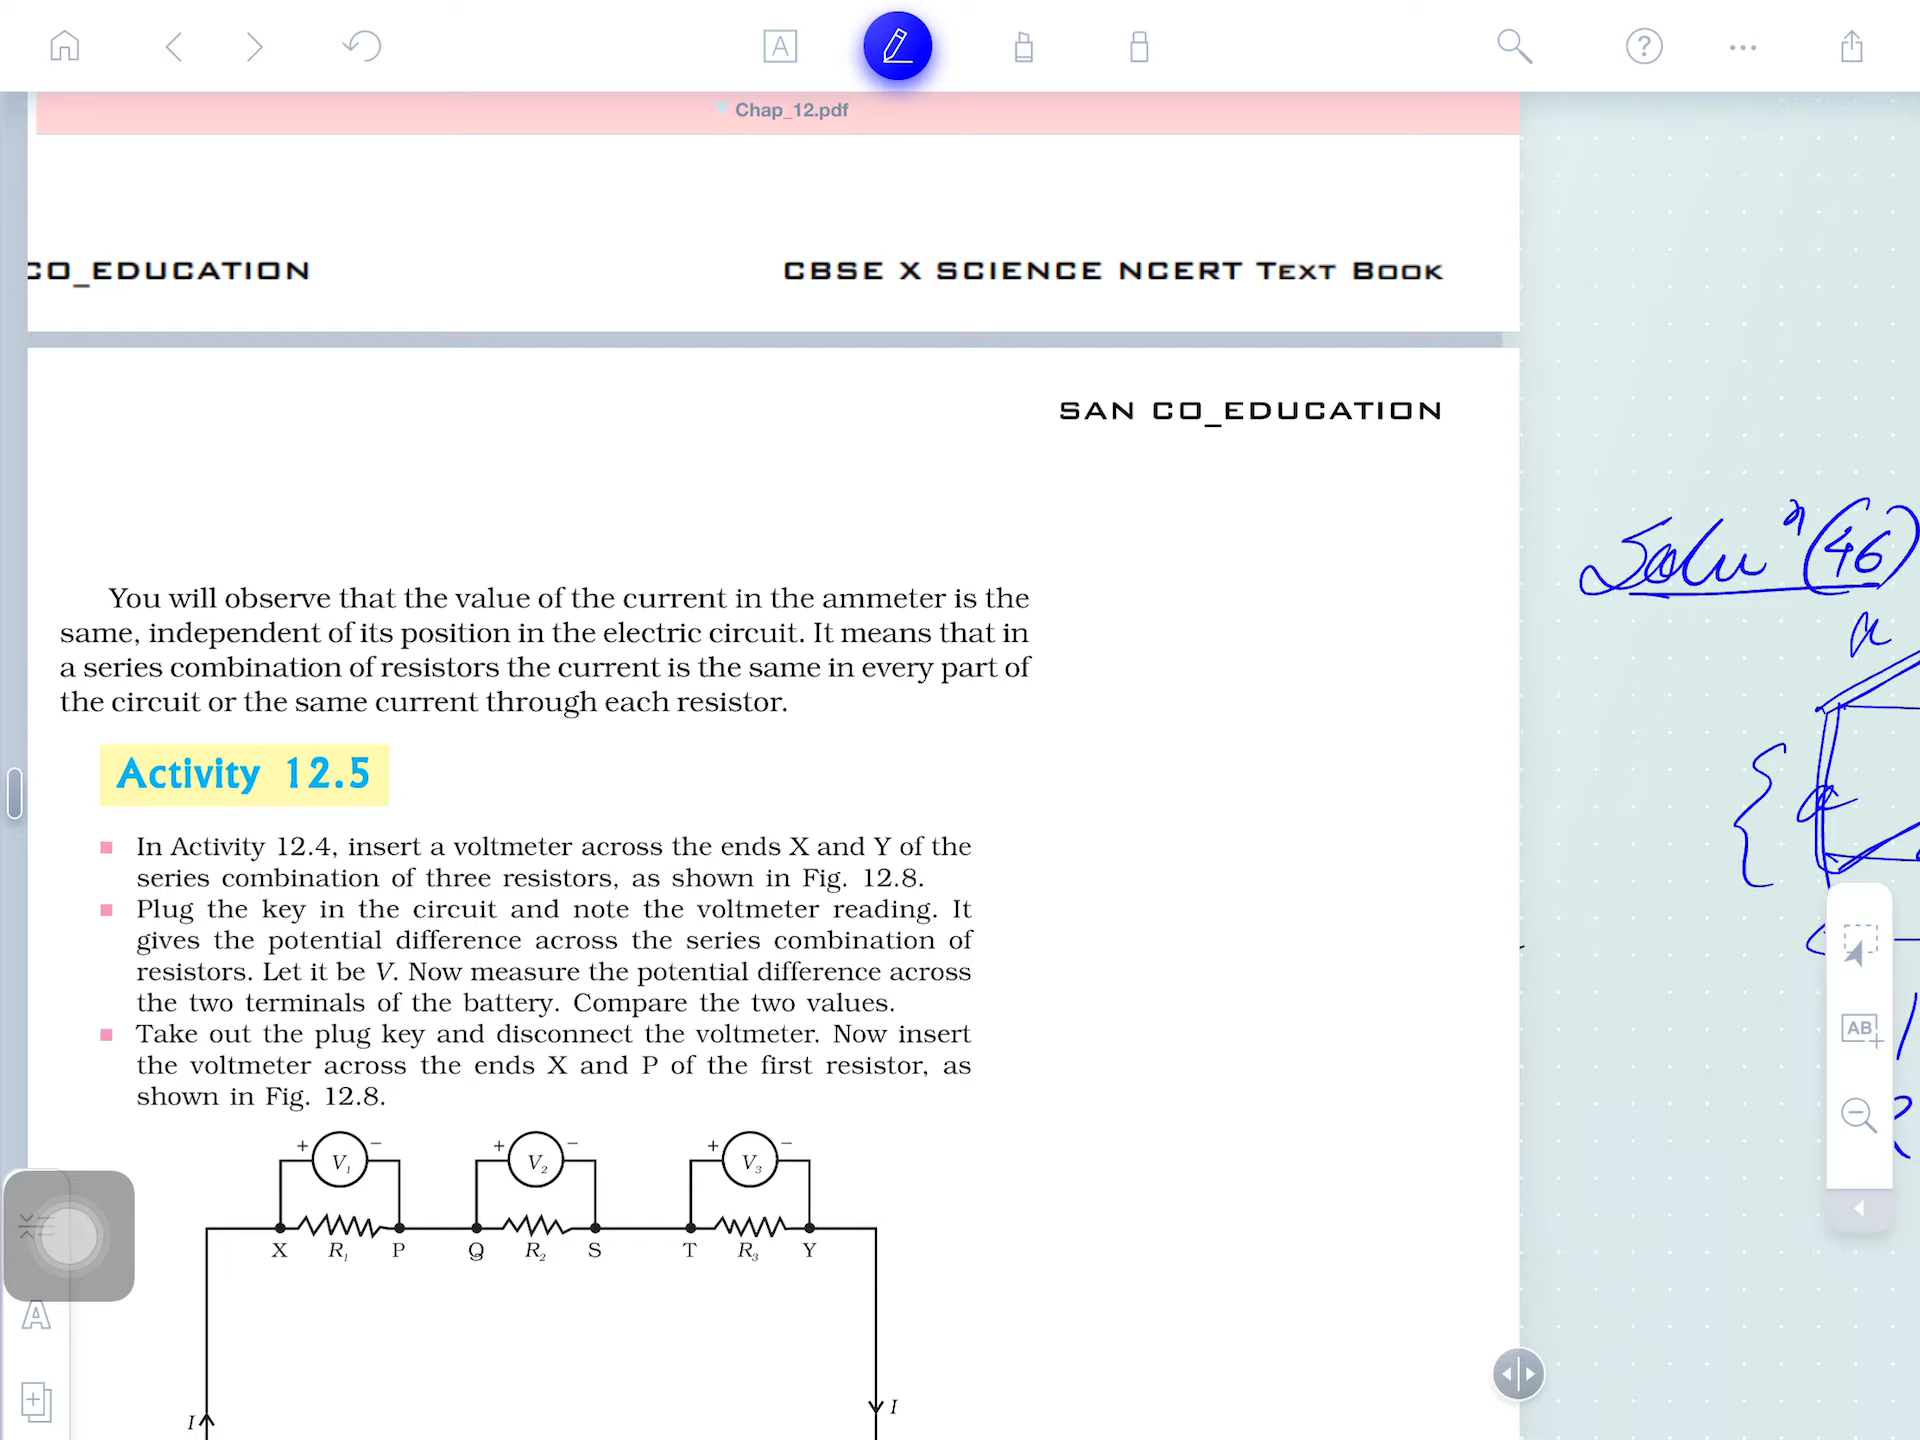 A
Chap_12.pdf
CO_EDUCATION
CBSE X SCIENCE NCERT TEXT BOOK
SAN CO_EDUCATION
You will observe that the value of the current in the ammeter is the
same, independent of its position in the electric circuit. It means that in
a series combination of resistors the current is the same in every part of
the circuit or the same current through each resistor.
Activity 12.5
In Activity 12.4, insert a voltmeter across the ends X and Y of the
series combination of three resistors, as shown in Fig. 12.8.
Plug the key in the circuit and note the voltmeter reading. It
gives the potential difference across the series combination of
resistors. Let it be V. Now measure the potential difference across
the two terminals of the battery. Compare the two values.
Take out the plug key and disconnect the voltmeter. Now insert
the voltmeter across the ends X and P of the first resistor, as
shown in Fig. 12.8.
+ V₁ − + V₂ − + V₃ −
X R₁ P Q R₂ S T R₃ Y
I I
Soluⁿ (46)
a
a
AB
A